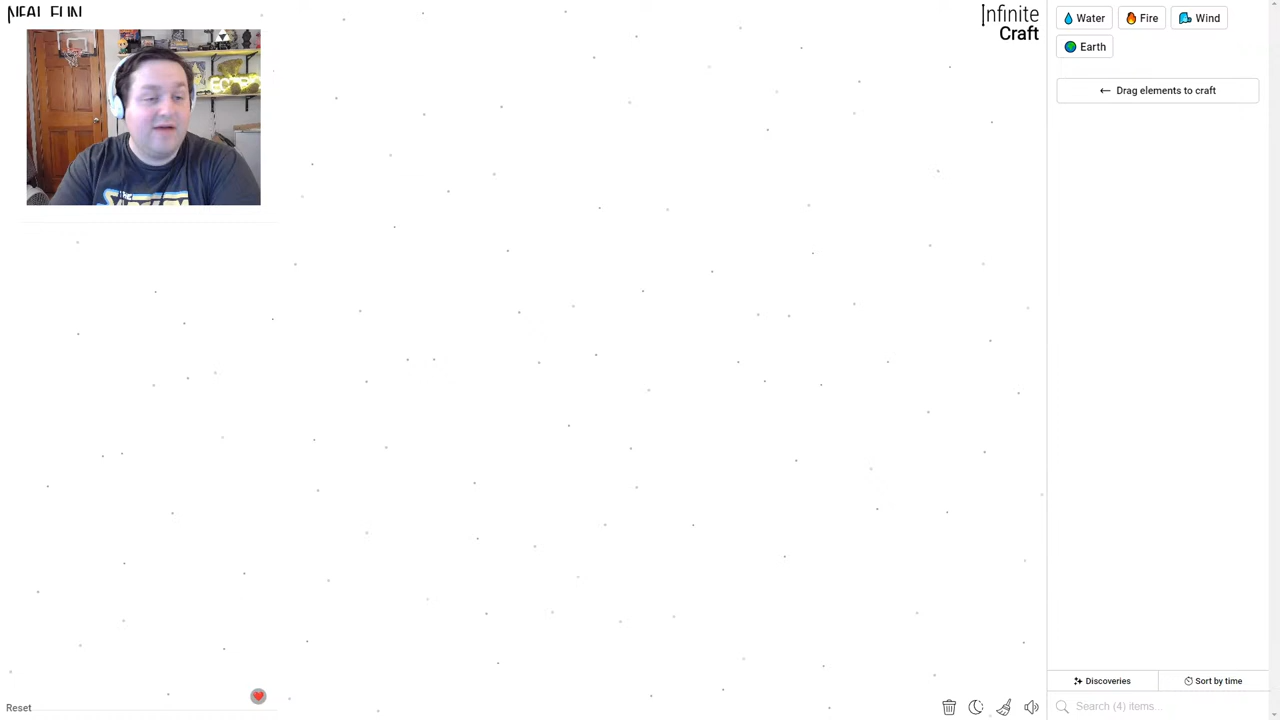 NEAL.FUN
Infinite
Craft
💧 Water
🔥 Fire
Wind
🌍 Earth
← Drag elements to craft
Discoveries
Sort by time
Search (4) items...
Reset